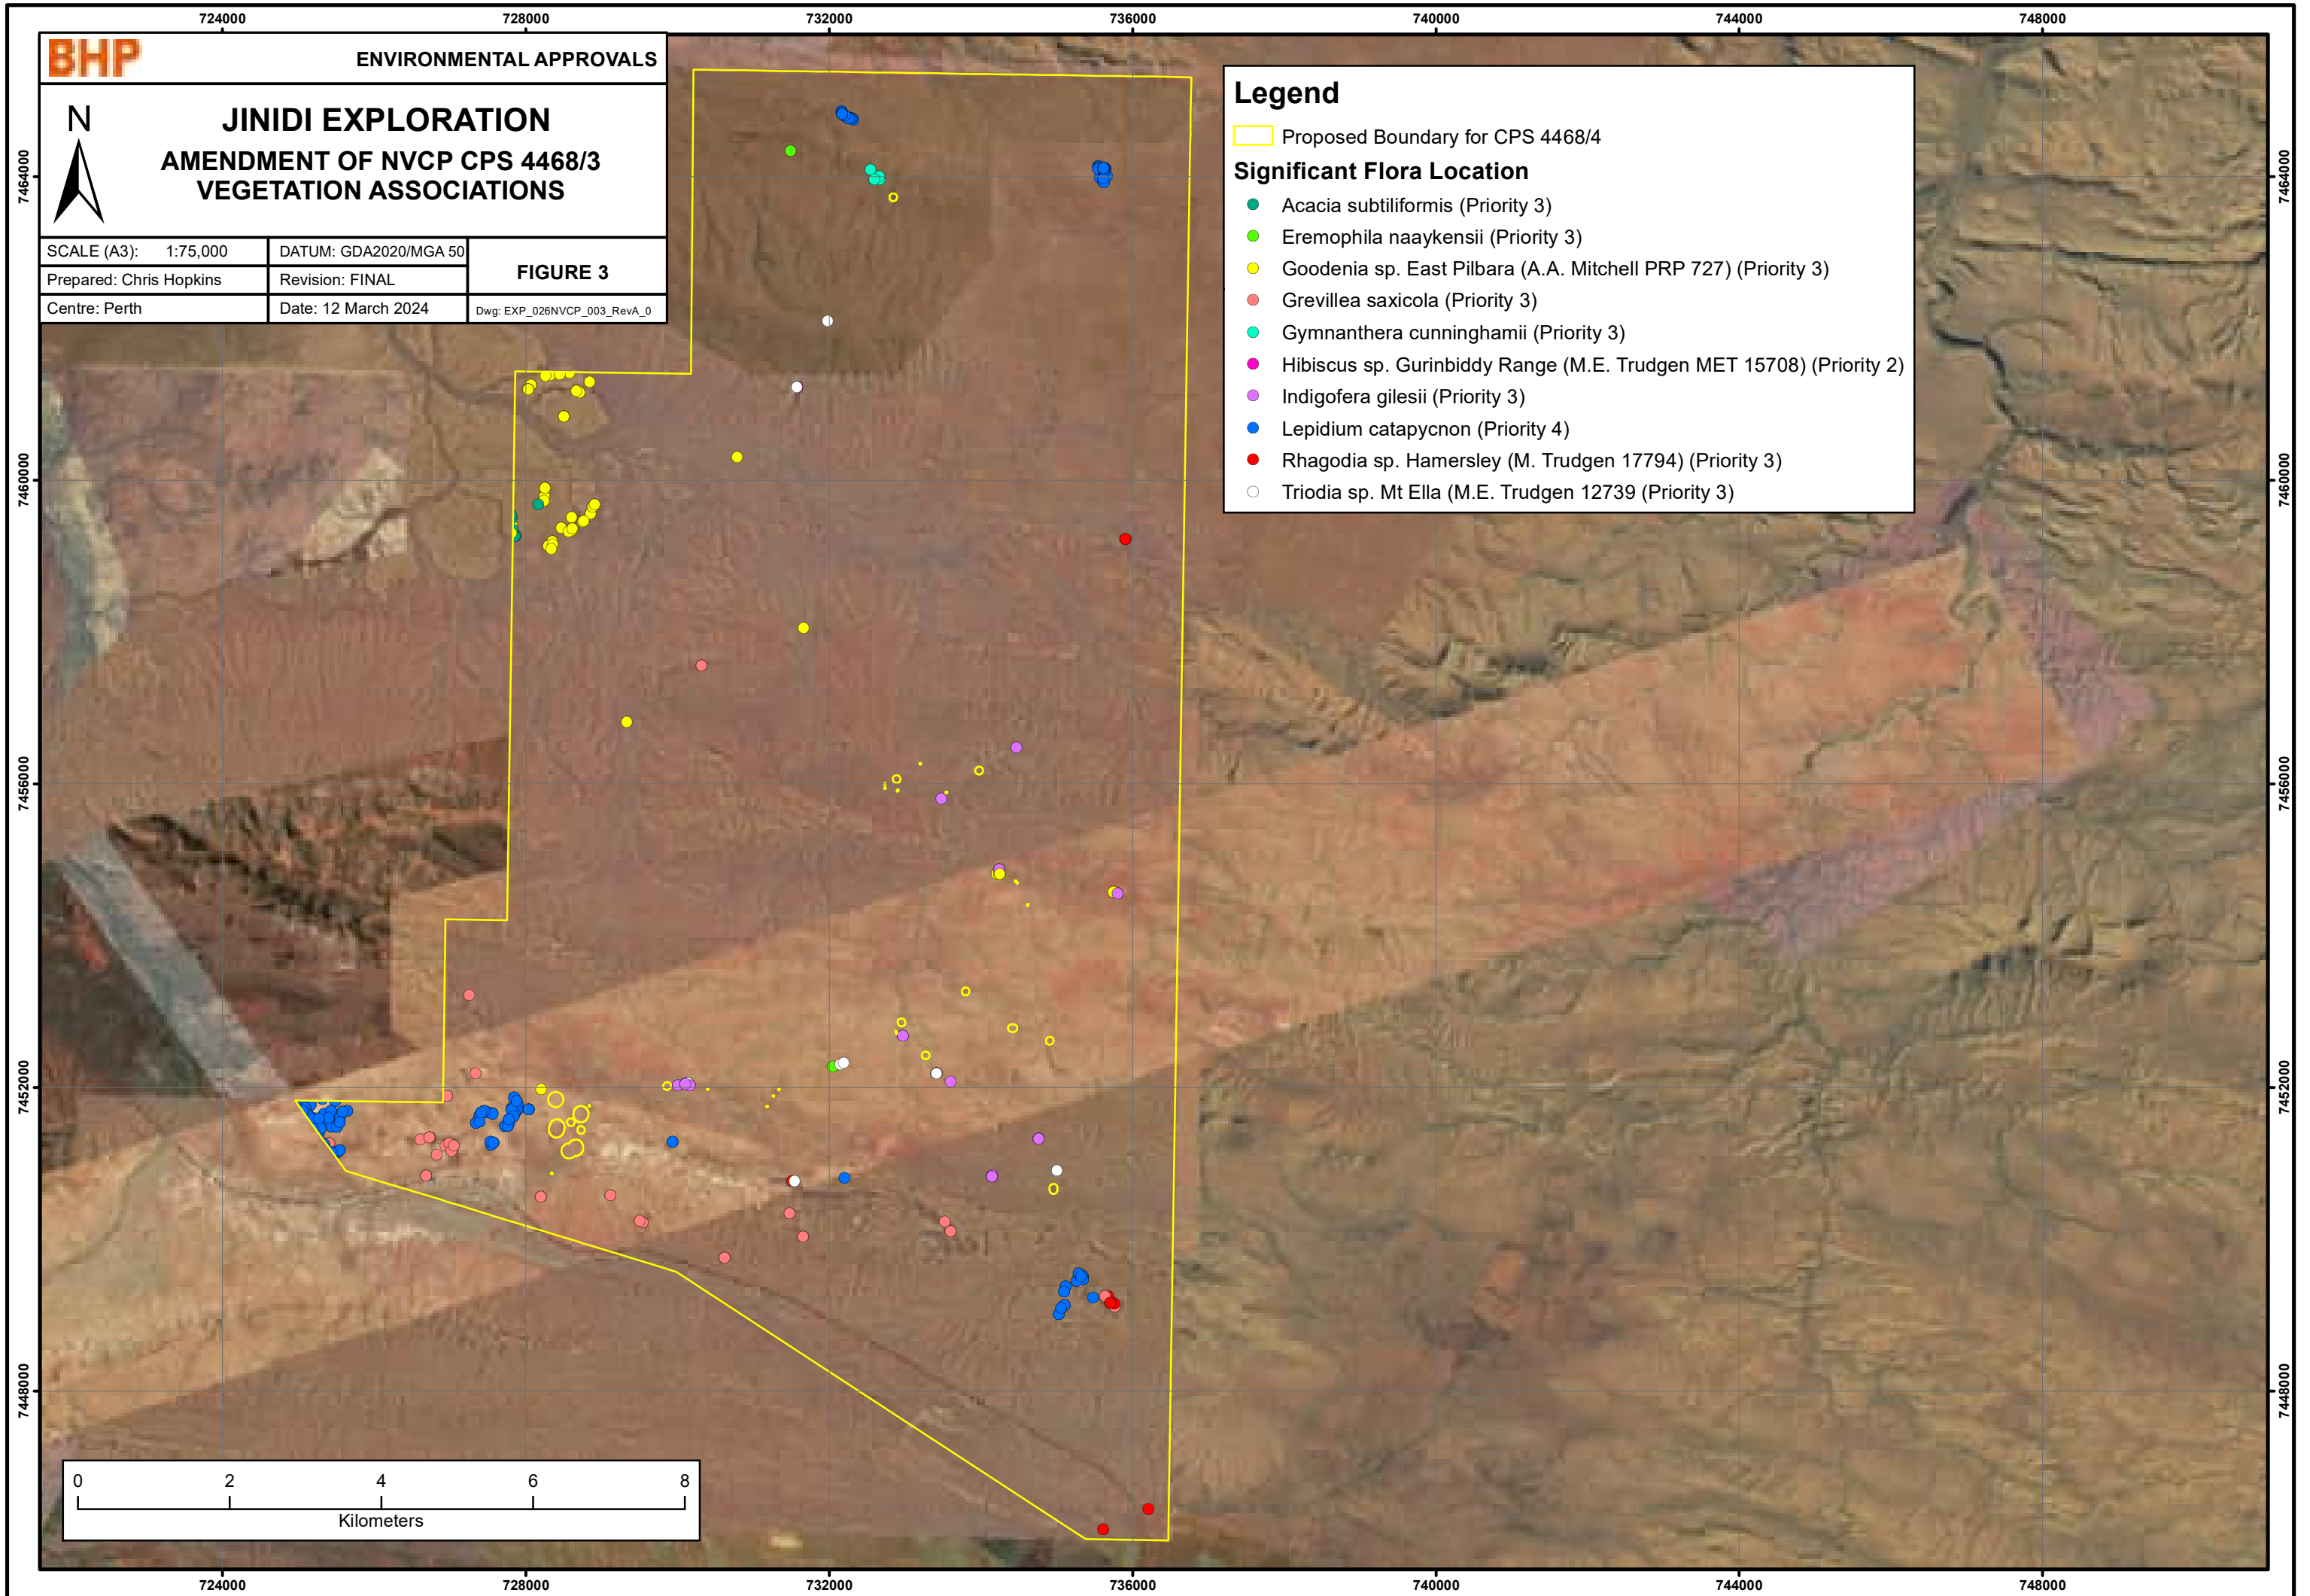 724000 728000 732000 736000 740000 744000 748000
BHP
ENVIRONMENTAL APPROVALS
N
JINIDI EXPLORATION
AMENDMENT OF NVCP CPS 4468/3
VEGETATION ASSOCIATIONS
SCALE (A3): 1:75,000
DATUM: GDA2020/MGA 50
Prepared: Chris Hopkins
Revision: FINAL
FIGURE 3
Centre: Perth
Date: 12 March 2024
Dwg: EXP_026NVCP_003_RevA_0
Legend
Proposed Boundary for CPS 4468/4
Significant Flora Location
Acacia subtiliformis (Priority 3)
Eremophila naaykensii (Priority 3)
Goodenia sp. East Pilbara (A.A. Mitchell PRP 727) (Priority 3)
Grevillea saxicola (Priority 3)
Gymnanthera cunninghamii (Priority 3)
Hibiscus sp. Gurinbiddy Range (M.E. Trudgen MET 15708) (Priority 2)
Indigofera gilesii (Priority 3)
Lepidium catapycnon (Priority 4)
Rhagodia sp. Hamersley (M. Trudgen 17794) (Priority 3)
Triodia sp. Mt Ella (M.E. Trudgen 12739 (Priority 3)
7464000
7460000
7456000
7452000
7448000
7464000
7460000
7456000
7452000
7448000
0 2 4 6 8
Kilometers
724000 728000 732000 736000 740000 744000 748000